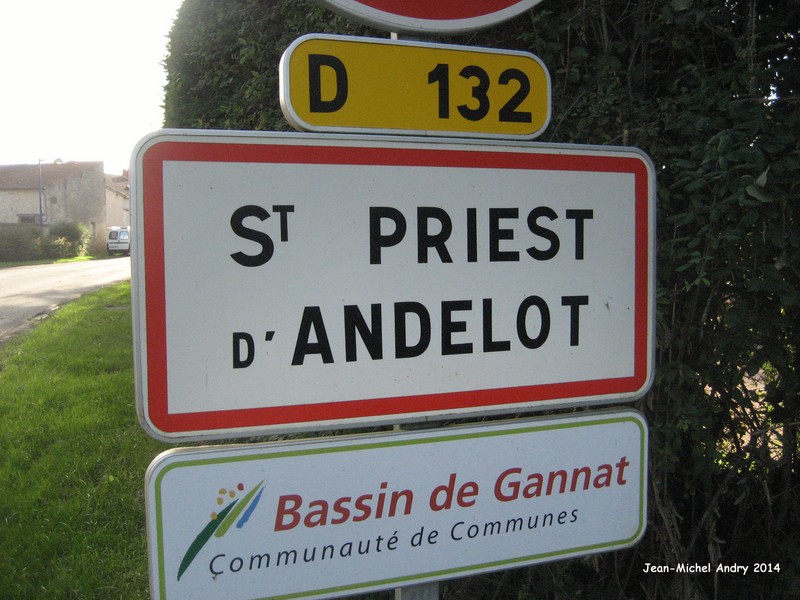 D 132
ST PRIEST
D'ANDELOT
Bassin de Gannat
Communauté de Communes
Jean-Michel Andry 2014